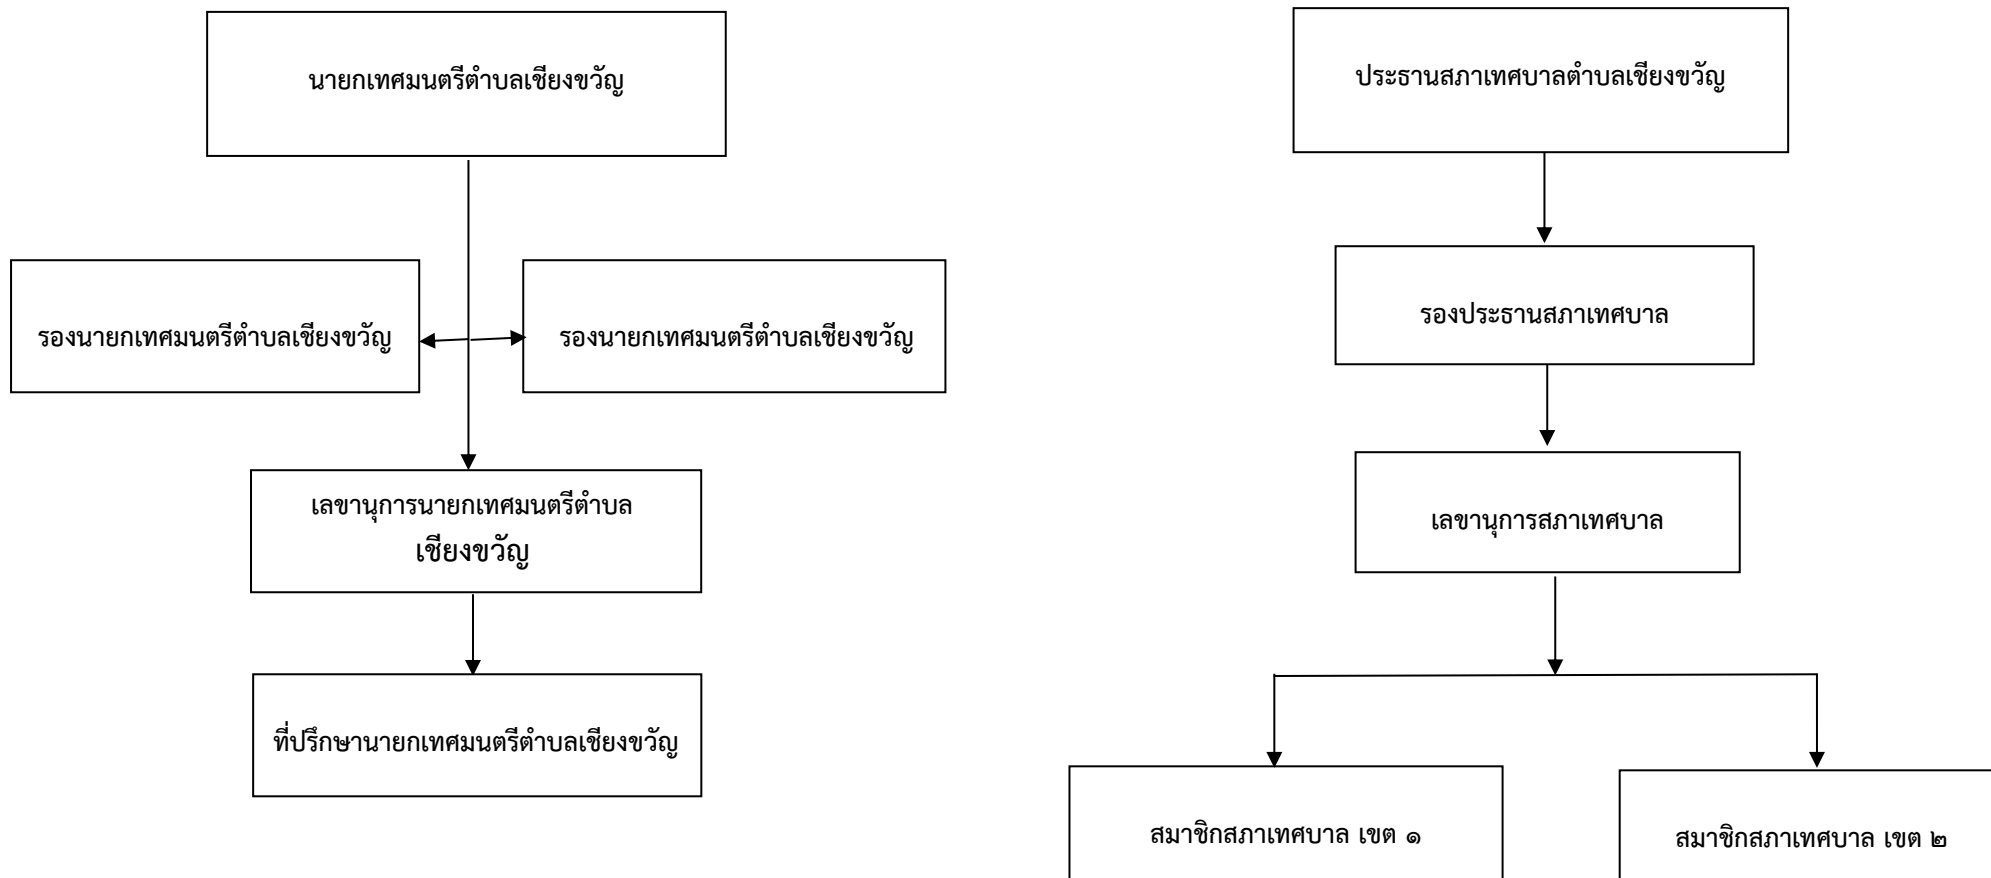 นายกเทศมนตรีตำบลเชียงขวัญ
รองนายกเทศมนตรีตำบลเชียงขวัญ
รองนายกเทศมนตรีตำบลเชียงขวัญ
เลขานุการนายกเทศมนตรีตำบล
เชียงขวัญ
ที่ปรึกษานายกเทศมนตรีตำบลเชียงขวัญ
ประธานสภาเทศบาลตำบลเชียงขวัญ
รองประธานสภาเทศบาล
เลขานุการสภาเทศบาล
สมาชิกสภาเทศบาล เขต ๑
สมาชิกสภาเทศบาล เขต ๒